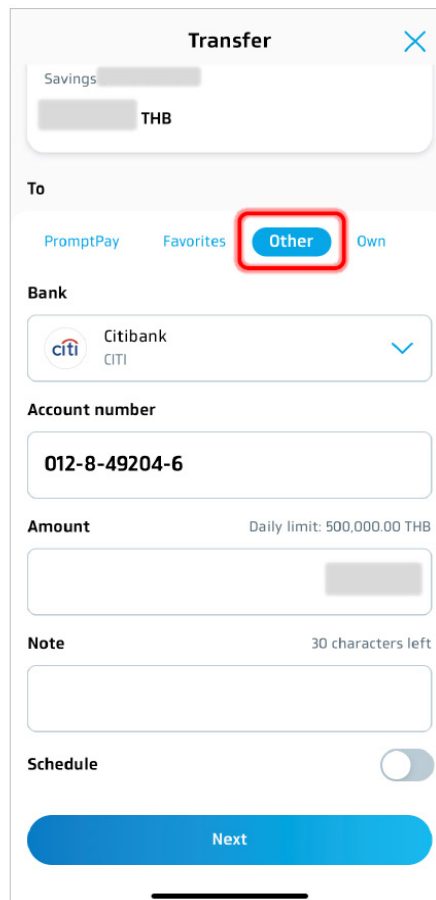 Transfer
Savings
THB
To
PromptPay Favorites Other Own
Bank
citi Citibank
CITI
Account number
012-8-49204-6
Amount Daily limit: 500,000.00 THB
Note 30 characters left
Schedule
Next